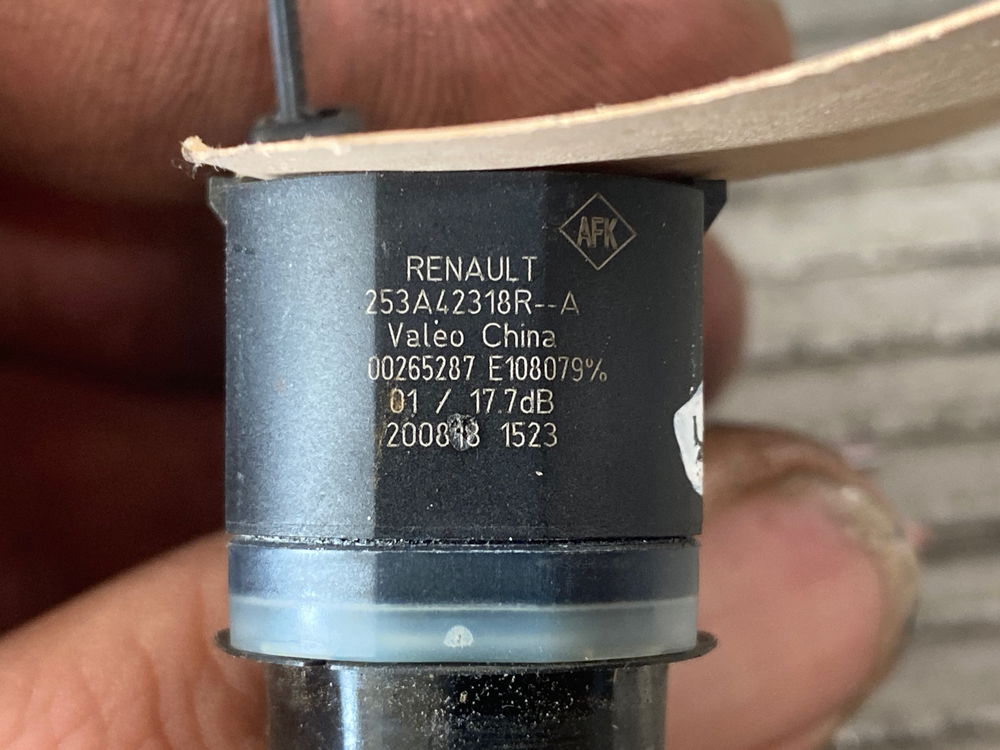 AFK
RENAULT
253A42318R--A
Valeo China
00265287 E108079%
01 / 17.7dB
200818 1523